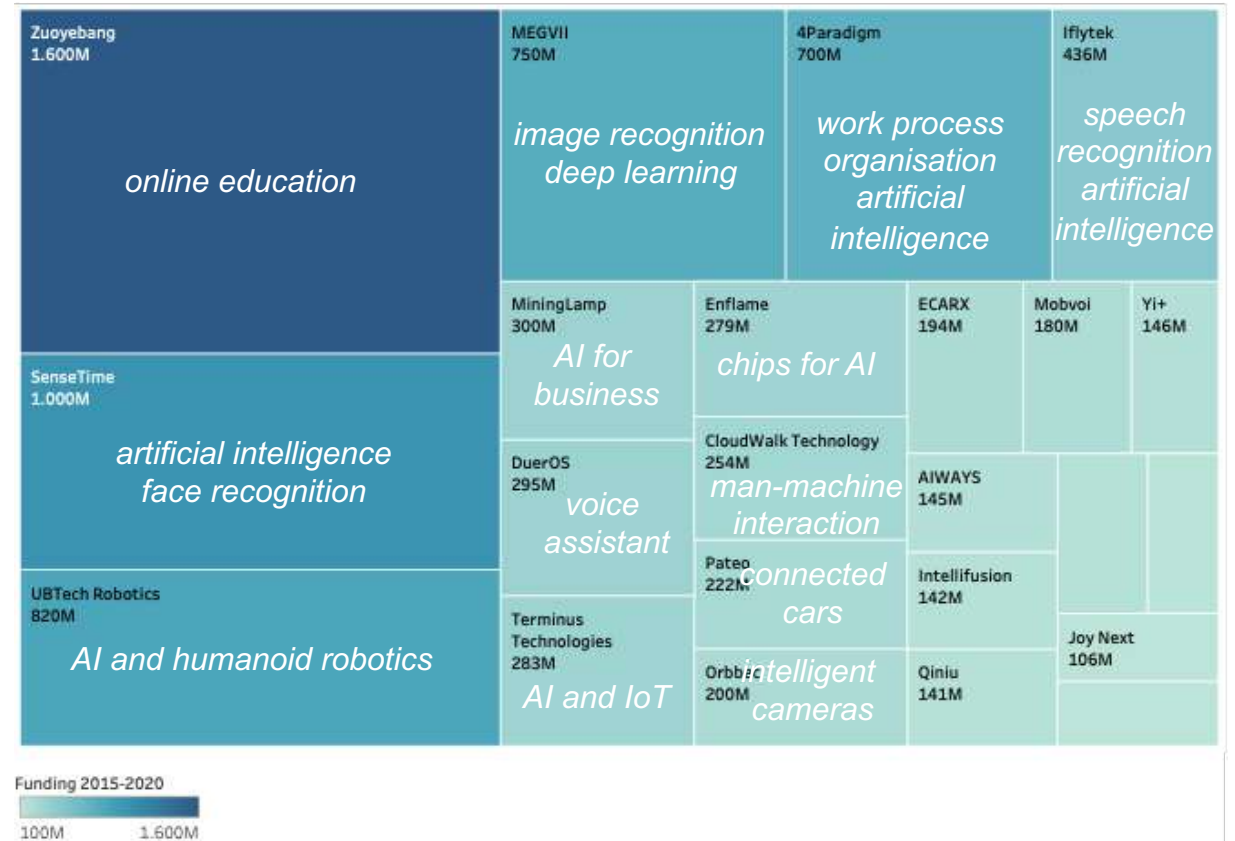 Zuoyebang
1.600M
online education
SenseTime
1.000M
artificial intelligence
face recognition
UBTech Robotics
820M
AI and humanoid robotics
MEGVII
750M
image recognition
deep learning
4Paradigm
700M
work process
organisation
artificial
intelligence
Iflytek
436M
speech
recognition
artificial
intelligence
MiningLamp
300M
AI for
business
DuerOS
295M
voice
assistant
Terminus
Technologies
283M
AI and IoT
Enflame
279M
chips for AI
CloudWalk Technology
254M
man-machine
interaction
Pateo
222M
connected
cars
Orbbec
200M
intelligent
cameras
ECARX
194M
Mobvoi
180M
Yi+
146M
AIWAYS
145M
Intellifusion
142M
Qiniu
141M
Joy Next
106M
Funding 2015-2020
100M
1.600M